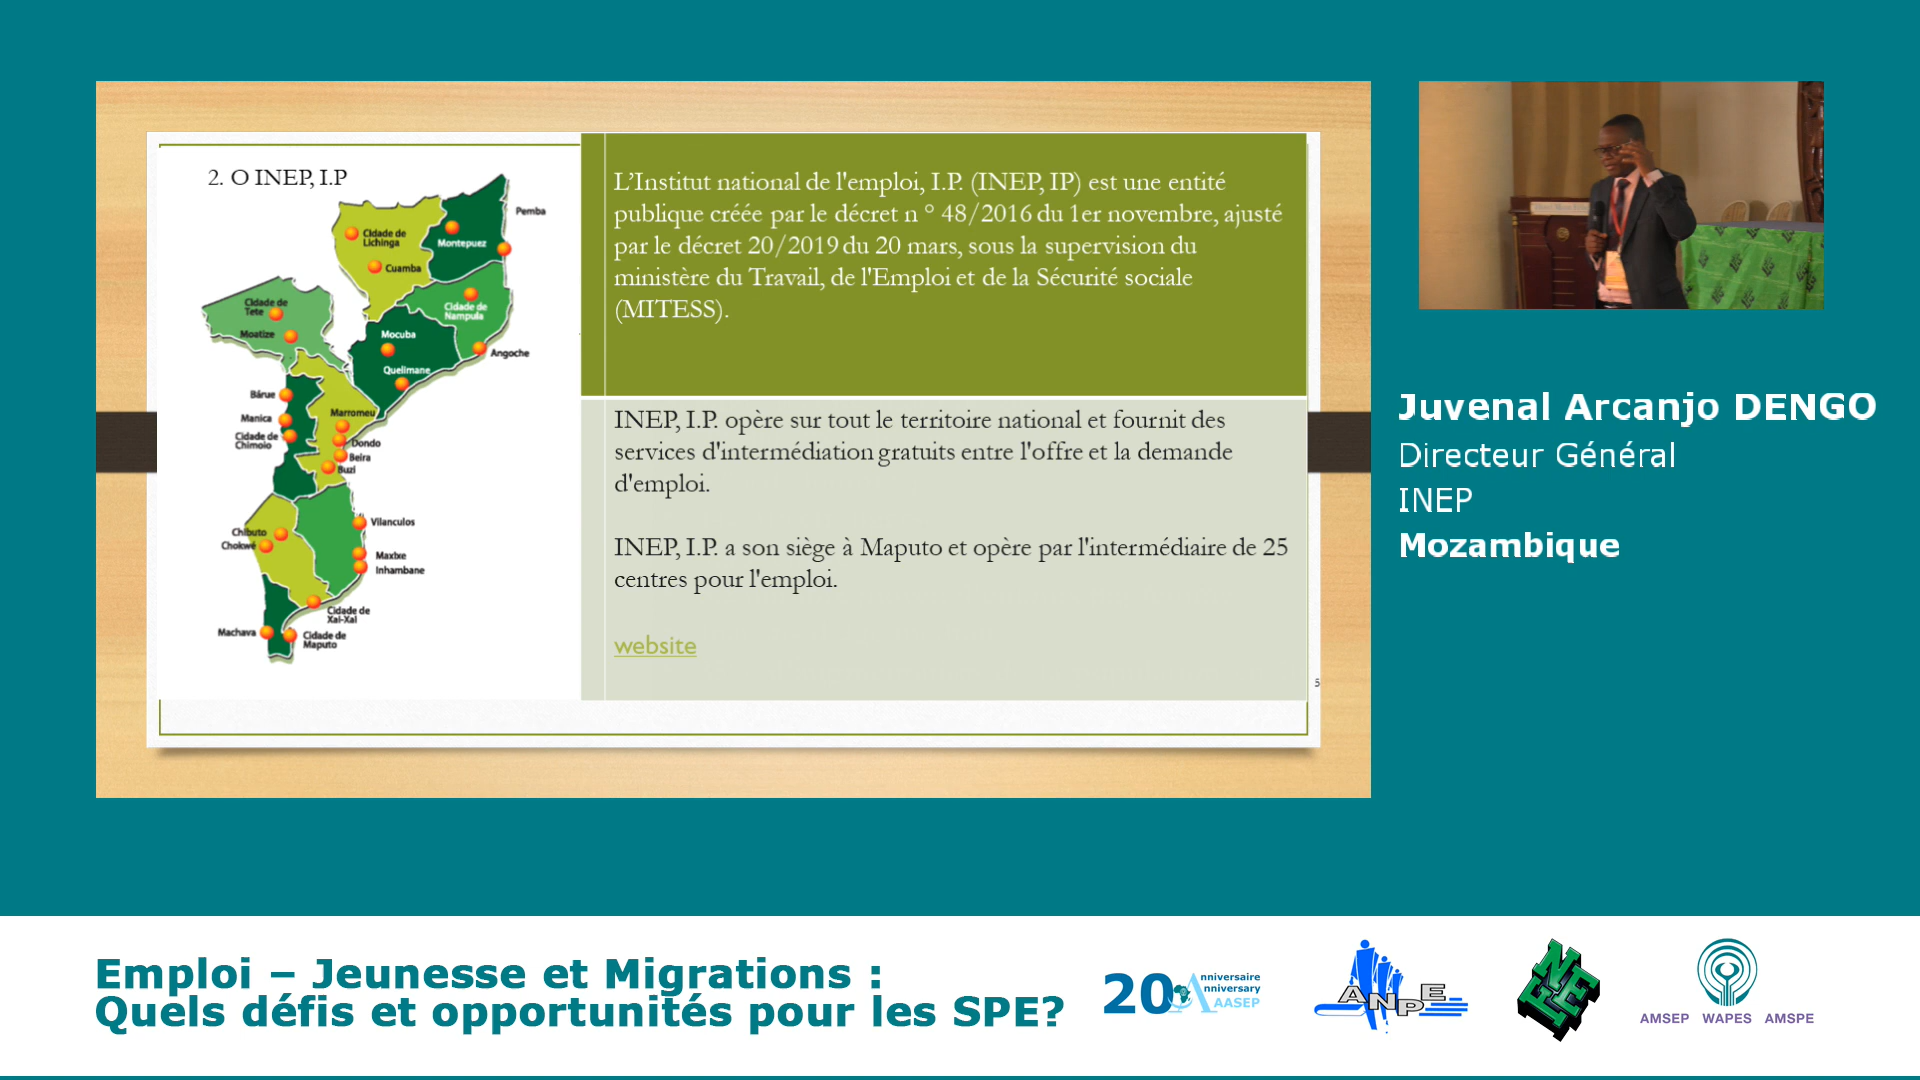 2. O INEP, I.P
Pemba
Cidade de
Lichinga
Montepuez
Cuamba
Cidade de
Tete
Cidade de
Nampula
Moatize
Mocuba
Angoche
Quelimane
Bárue
Marromeu
Manica
Cidade de
Chimoio
Dondo
Beira
Buzi
Vilanculos
Chibuto
Chokwé
Maxixe
Inhambane
Cidade de
Xai-Xai
Machava
Cidade de
Maputo
L’Institut national de l'emploi, I.P. (INEP, IP) est une entité
publique créée par le décret n ° 48/2016 du 1er novembre, ajusté
par le décret 20/2019 du 20 mars, sous la supervision du
ministère du Travail, de l'Emploi et de la Sécurité sociale
(MITESS).
INEP, I.P. opère sur tout le territoire national et fournit des
services d'intermédiation gratuits entre l'offre et la demande
d'emploi.
INEP, I.P. a son siège à Maputo et opère par l'intermédiaire de 25
centres pour l'emploi.
website
5
Juvenal Arcanjo DENGO
Directeur Général
INEP
Mozambique
Emploi – Jeunesse et Migrations :
Quels défis et opportunités pour les SPE?
20
Anniversaire
Anniversary
AASEP
ANPE
NEEE
AMSEP WAPES AMSPE